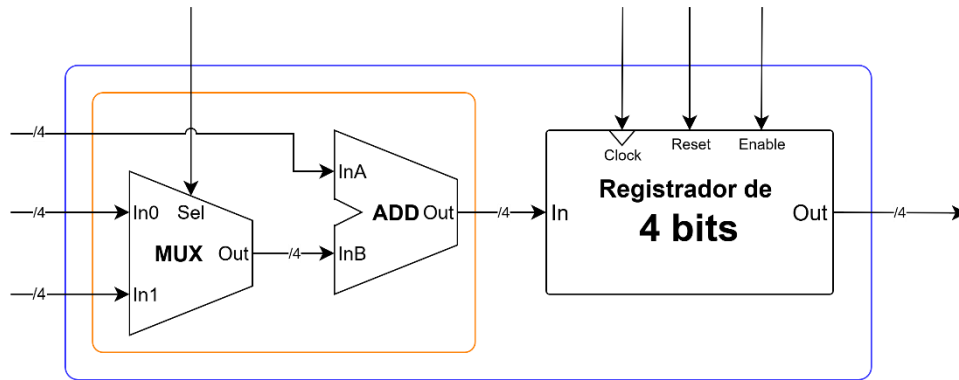 /4
/4
/4
In0
Sel
MUX
Out
In1
/4
InA
ADD
Out
InB
/4
Clock
Reset
Enable
Registrador de
4 bits
In
Out
/4